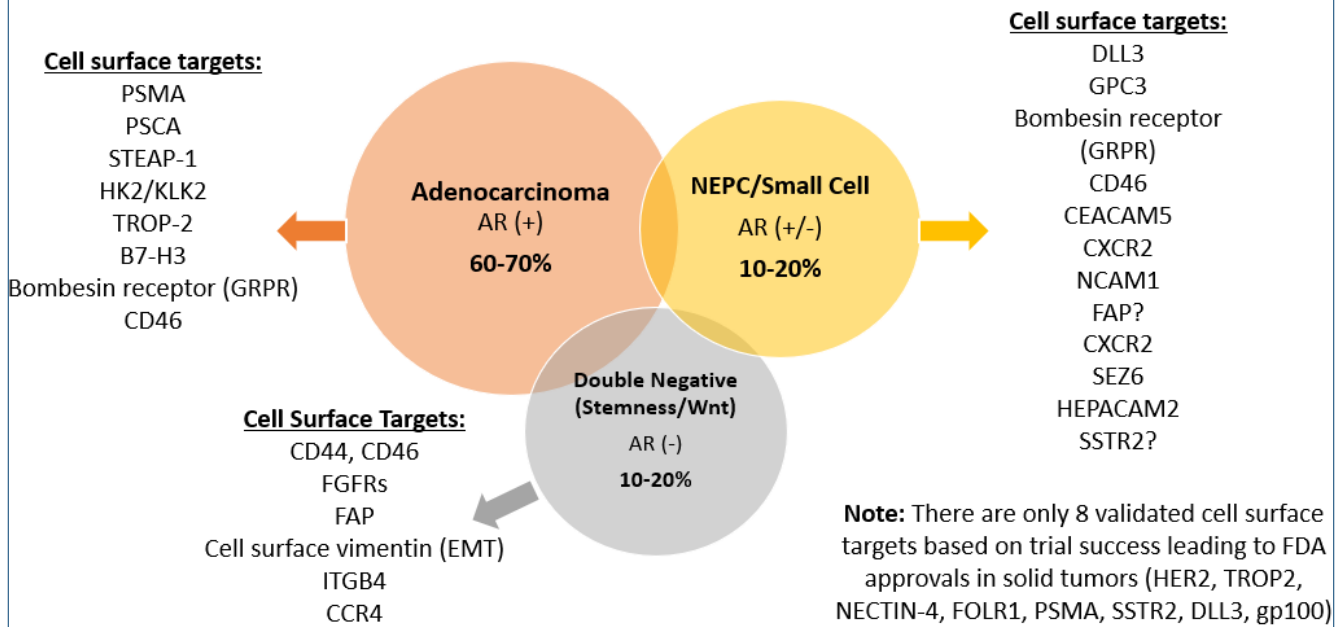 Cell surface targets:
PSMA
PSCA
STEAP-1
HK2/KLK2
TROP-2
B7-H3
Bombesin receptor (GRPR)
CD46
Adenocarcinoma
AR (+)
60-70%
NEPC/Small Cell
AR (+/-)
10-20%
Cell surface targets:
DLL3
GPC3
Bombesin receptor
(GRPR)
CD46
CEACAM5
CXCR2
NCAM1
FAP?
CXCR2
SEZ6
HEPACAM2
SSTR2?
Double Negative
(Stemness/Wnt)
AR (-)
10-20%
Cell Surface Targets:
CD44, CD46
FGFRs
FAP
Cell surface vimentin (EMT)
ITGB4
CCR4
Note: There are only 8 validated cell surface
targets based on trial success leading to FDA
approvals in solid tumors (HER2, TROP2,
NECTIN-4, FOLR1, PSMA, SSTR2, DLL3, gp100)